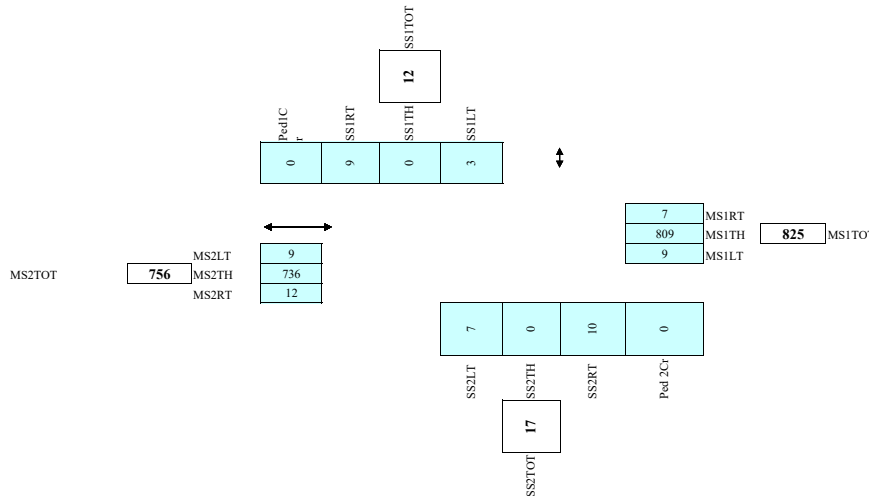 SS1TOT
12
Ped1C
r
SS1RT
SS1TH
SS1LT
0
9
0
3
7
MS1RT
809
MS1TH
825
MS1TO
9
MS1LT
MS2LT
9
MS2TOT
756
MS2TH
736
MS2RT
12
7
0
10
0
SS2LT
SS2TH
SS2RT
Ped 2Cr
17
SS2TOT